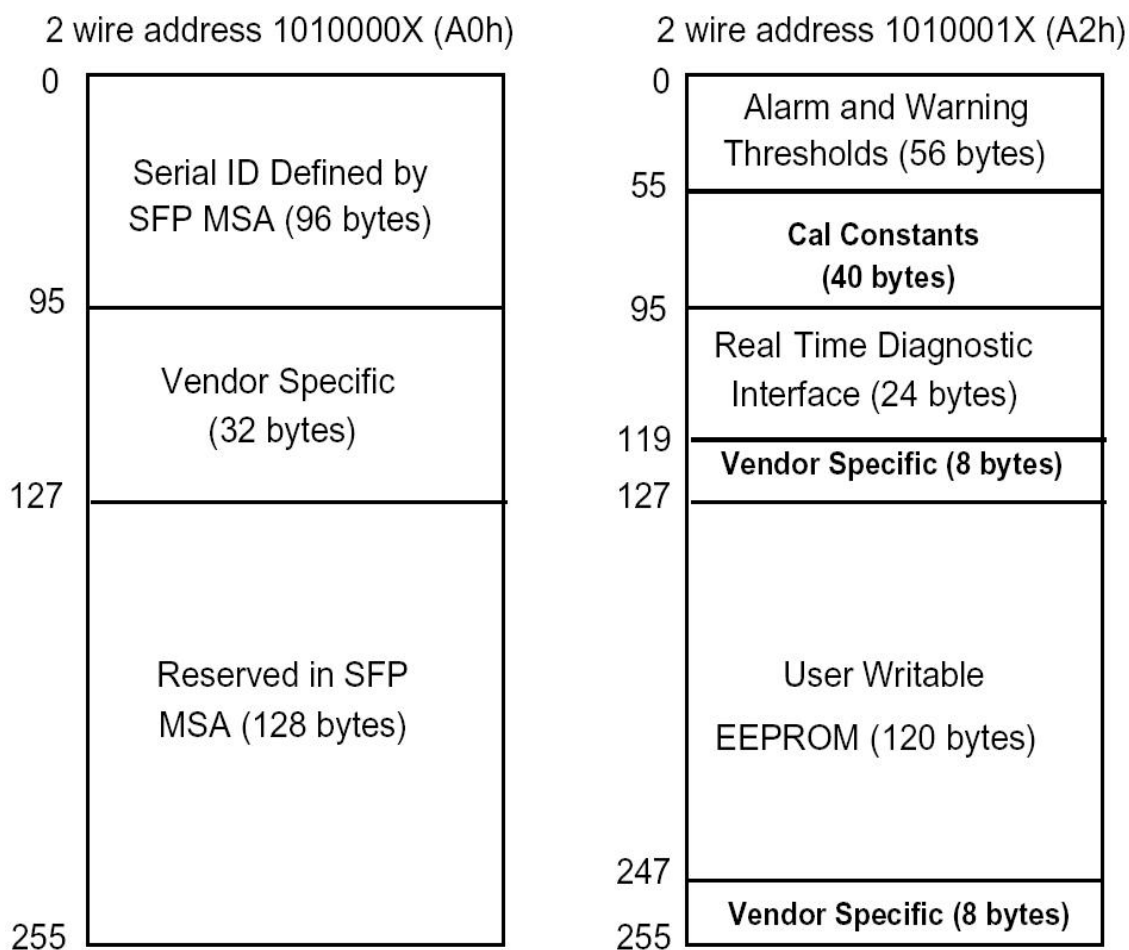 2 wire address 1010000X (A0h)
0
Serial ID Defined by
SFP MSA (96 bytes)
95
Vendor Specific
(32 bytes)
127
Reserved in SFP
MSA (128 bytes)
255
2 wire address 1010001X (A2h)
0
Alarm and Warning
Thresholds (56 bytes)
55
Cal Constants
(40 bytes)
95
Real Time Diagnostic
Interface (24 bytes)
119
Vendor Specific (8 bytes)
127
User Writable
EEPROM (120 bytes)
247
Vendor Specific (8 bytes)
255